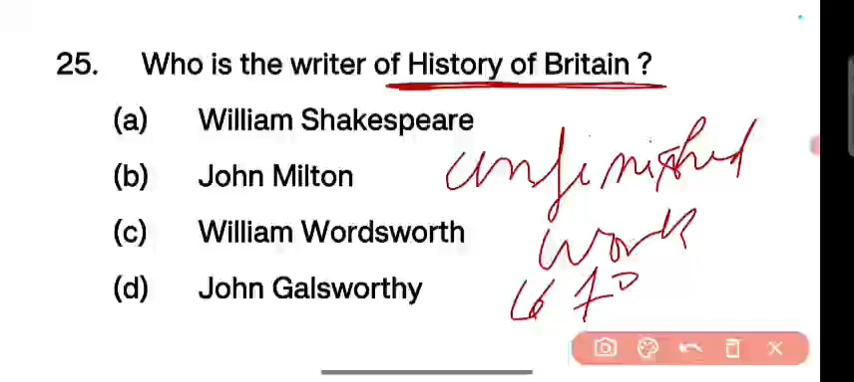 25. Who is the writer of History of Britain ?
(a) William Shakespeare
(b) John Milton
(c) William Wordsworth
(d) John Galsworthy
unfinished
work
1670